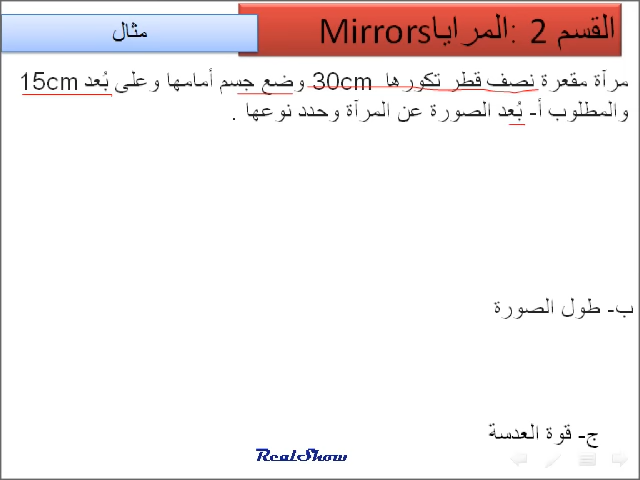 القسم 2 :المراياMirrors
مثال
مرآة مقعرة نصف قطر تكورها 30cm وضع جسم أمامها وعلى بُعد 15cm
والمطلوب أ- بُعد الصورة عن المرآة وحدد نوعها .
ب- طول الصورة
ج- قوة العدسة
RealShow